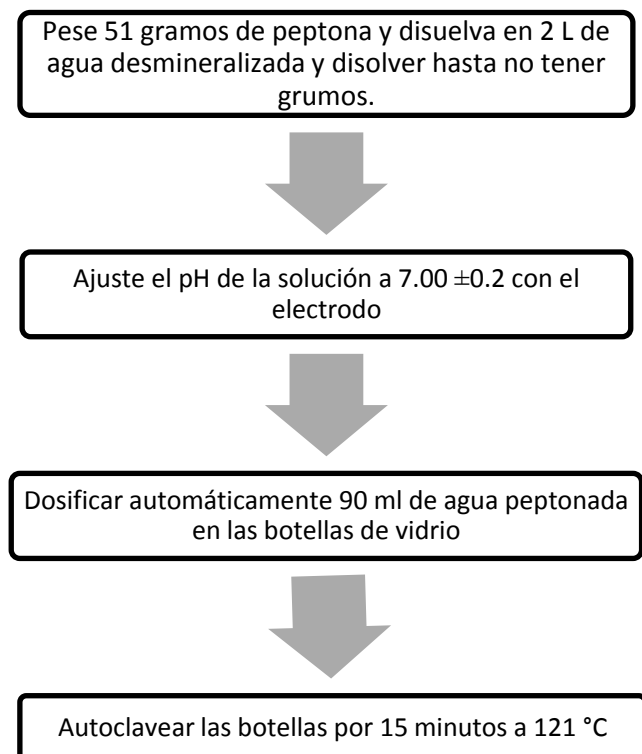 Pese 51 gramos de peptona y disuelva en 2 L de
agua desmineralizada y disolver hasta no tener
grumos.
Ajuste el pH de la solución a 7.00 ±0.2 con el
electrodo
Dosificar automáticamente 90 ml de agua peptonada
en las botellas de vidrio
Autoclavear las botellas por 15 minutos a 121 °C